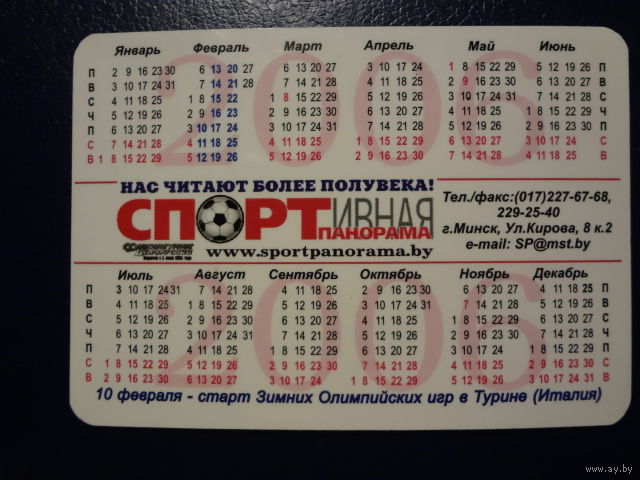 Январь Февраль Март Апрель Май Июнь
П 2 9 16 23 30 6 13 20 27 6 13 20 27 3 10 17 24 1 8 15 22 29 5 12 19 26 П
В 3 10 17 24 31 7 14 21 28 7 14 21 28 4 11 18 25 2 9 16 23 30 6 13 20 27 В
С 4 11 18 25 1 8 15 22 1 8 15 22 29 5 12 19 26 3 10 17 24 31 7 14 21 28 С
Ч 5 12 19 26 2 9 16 23 2 9 16 23 30 6 13 20 27 4 11 18 25 1 8 15 22 29 Ч
П 6 13 20 27 3 10 17 24 3 10 17 24 31 7 14 21 28 5 12 19 26 2 9 16 23 30 П
С 7 14 21 28 4 11 18 25 4 11 18 25 1 8 15 22 29 6 13 20 27 3 10 17 24 С
В 1 8 15 22 29 5 12 19 26 5 12 19 26 2 9 16 23 30 7 14 21 28 4 11 18 25 В
2006
НАС ЧИТАЮТ БОЛЕЕ ПОЛУВЕКА!
СПОРТИВНАЯ
ПАНОРАМА
www.sportpanorama.by
Тел./факс:(017)227-67-68,
229-25-40
г.Минск, Ул.Кирова, 8 к.2
e-mail: SP@mst.by
Июль Август Сентябрь Октябрь Ноябрь Декабрь
П 3 10 17 24 31 7 14 21 28 4 11 18 25 2 9 16 23 30 6 13 20 27 4 11 18 25 П
В 4 11 18 25 1 8 15 22 29 5 12 19 26 3 10 17 24 31 7 14 21 28 5 12 19 26 В
С 5 12 19 26 2 9 16 23 30 6 13 20 27 4 11 18 25 1 8 15 22 29 6 13 20 27 С
Ч 6 13 20 27 3 10 17 24 31 7 14 21 28 5 12 19 26 2 9 16 23 30 7 14 21 28 Ч
П 7 14 21 28 4 11 18 25 1 8 15 22 29 6 13 20 27 3 10 17 24 1 8 15 22 29 П
С 1 8 15 22 29 5 12 19 26 2 9 16 23 30 7 14 21 28 4 11 18 25 2 9 16 23 30 С
В 2 9 16 23 30 6 13 20 27 3 10 17 24 1 8 15 22 29 5 12 19 26 3 10 17 24 31 В
2006
10 февраля - старт Зимних Олимпийских игр в Турине (Италия)
www.ay.by